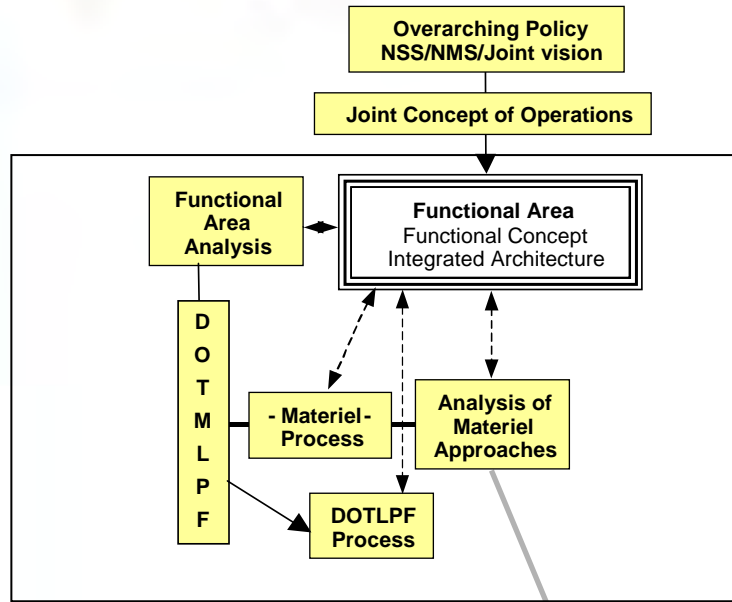 Overarching Policy
NSS/NMS/Joint vision
Joint Concept of Operations
Functional
Area
Analysis
Functional Area
Functional Concept
Integrated Architecture
D
O
T
M
L
P
F
- Materiel-
Process
Analysis of
Materiel
Approaches
DOTLPF
Process